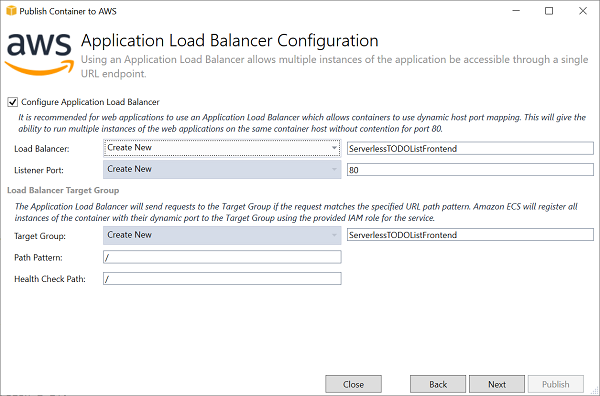 Publish Container to AWS
aws
Application Load Balancer Configuration
Using an Application Load Balancer allows multiple instances of the application be accessible through a single
URL endpoint.
Configure Application Load Balancer
It is recommended for web applications to use an Application Load Balancer which allows containers to use dynamic host port mapping. This will give the
ability to run multiple instances of the web applications on the same container host without contention for port 80.
Load Balancer: Create New ServerlessTODOListFrontend
Listener Port: Create New 80
Load Balancer Target Group
The Application Load Balancer will send requests to the Target Group if the request matches the specified URL path pattern. Amazon ECS will register all
instances of the container with their dynamic port to the Target Group using the provided IAM role for the service.
Target Group: Create New ServerlessTODOListFrontend
Path Pattern: /
Health Check Path: /
Close Back Next Publish